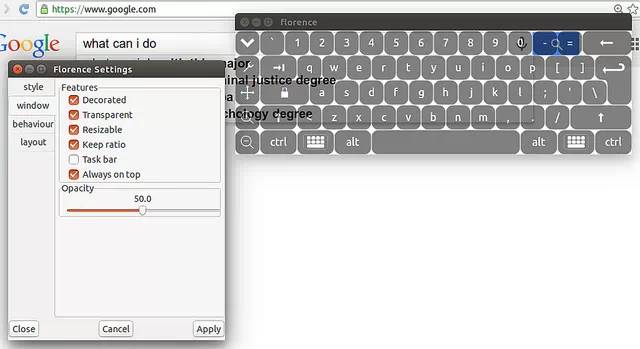 https://www.google.com
florence
Google
what can i do
major
minal justice degree
ba
chology degree
Florence Settings
style
window
behaviour
layout
Features
Decorated
Transparent
Resizable
Keep ratio
Task bar
Always on top
Opacity
50.0
Close
Cancel
Apply
` 1 2 3 4 5 6 7 8 9 0 - =
q w e r t y u i o p [ ]
a s d f g h j k l ; ' \
z x c v b n m , . /
ctrl alt alt ctrl